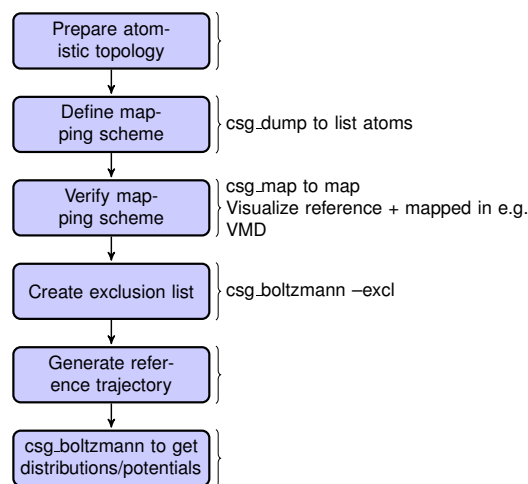 Prepare atom-
istic topology
Define map-
ping scheme
csg_dump to list atoms
Verify map-
ping scheme
csg_map to map
Visualize reference + mapped in e.g.
VMD
Create exclusion list
csg_boltzmann –excl
Generate refer-
ence trajectory
csg_boltzmann to get
distributions/potentials